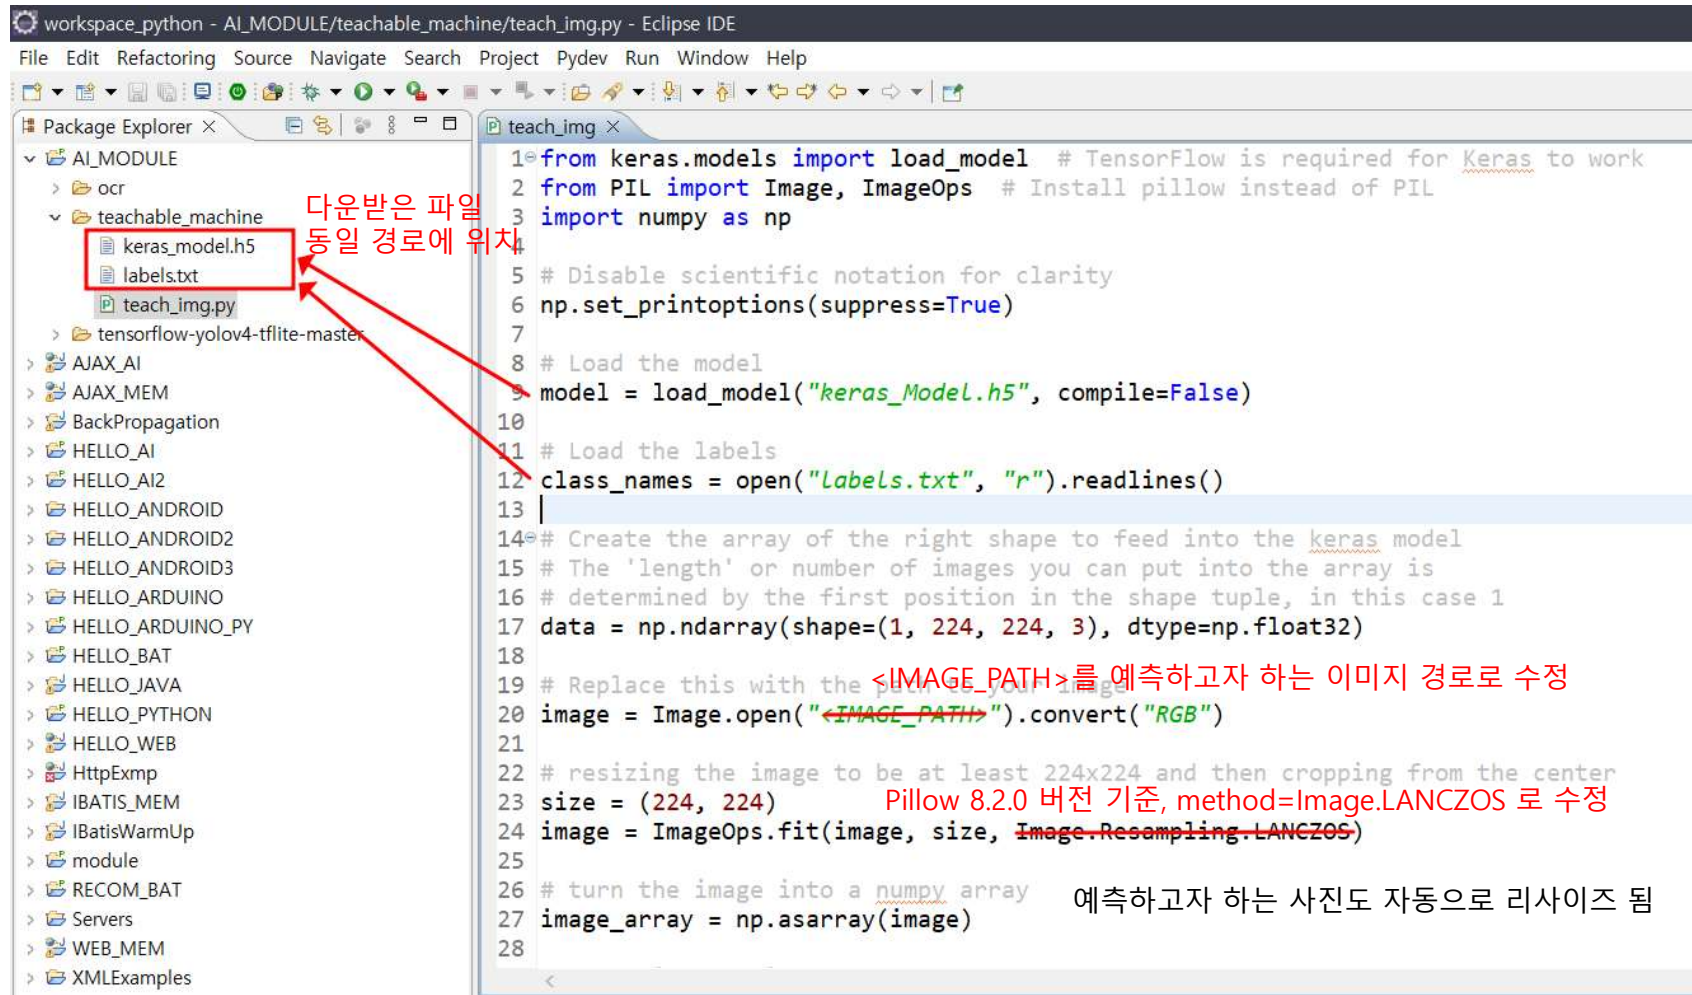 workspace_python - AI_MODULE/teachable_machine/teach_img.py - Eclipse IDE
File Edit Refactoring Source Navigate Search Project Pydev Run Window Help
Package Explorer
AI_MODULE
ocr
teachable_machine
keras_model.h5
labels.txt
teach_img.py
tensorflow-yolov4-tflite-master
AJAX_AI
AJAX_MEM
BackPropagation
HELLO_AI
HELLO_AI2
HELLO_ANDROID
HELLO_ANDROID2
HELLO_ANDROID3
HELLO_ARDUINO
HELLO_ARDUINO_PY
HELLO_BAT
HELLO_JAVA
HELLO_PYTHON
HELLO_WEB
HttpExmp
IBATIS_MEM
IBatisWarmUp
module
RECOM_BAT
Servers
WEB_MEM
XMLExamples
다운받은 파일
동일 경로에 위치
teach_img
1 from keras.models import load_model # TensorFlow is required for Keras to work
2 from PIL import Image, ImageOps # Install pillow instead of PIL
3 import numpy as np
4
5 # Disable scientific notation for clarity
6 np.set_printoptions(suppress=True)
7
8 # Load the model
9 model = load_model("keras_Model.h5", compile=False)
10
11 # Load the labels
12 class_names = open("labels.txt", "r").readlines()
13
14 # Create the array of the right shape to feed into the keras model
15 # The 'length' or number of images you can put into the array is
16 # determined by the first position in the shape tuple, in this case 1
17 data = np.ndarray(shape=(1, 224, 224, 3), dtype=np.float32)
18
<IMAGE_PATH>를 예측하고자 하는 이미지 경로로 수정
19 # Replace this with the path to your image
20 image = Image.open("<IMAGE_PATH>").convert("RGB")
21
22 # resizing the image to be at least 224x224 and then cropping from the center
23 size = (224, 224)
Pillow 8.2.0 버전 기준, method=Image.LANCZOS 로 수정
24 image = ImageOps.fit(image, size, Image.Resampling.LANCZOS)
25
26 # turn the image into a numpy array
예측하고자 하는 사진도 자동으로 리사이즈 됨
27 image_array = np.asarray(image)
28